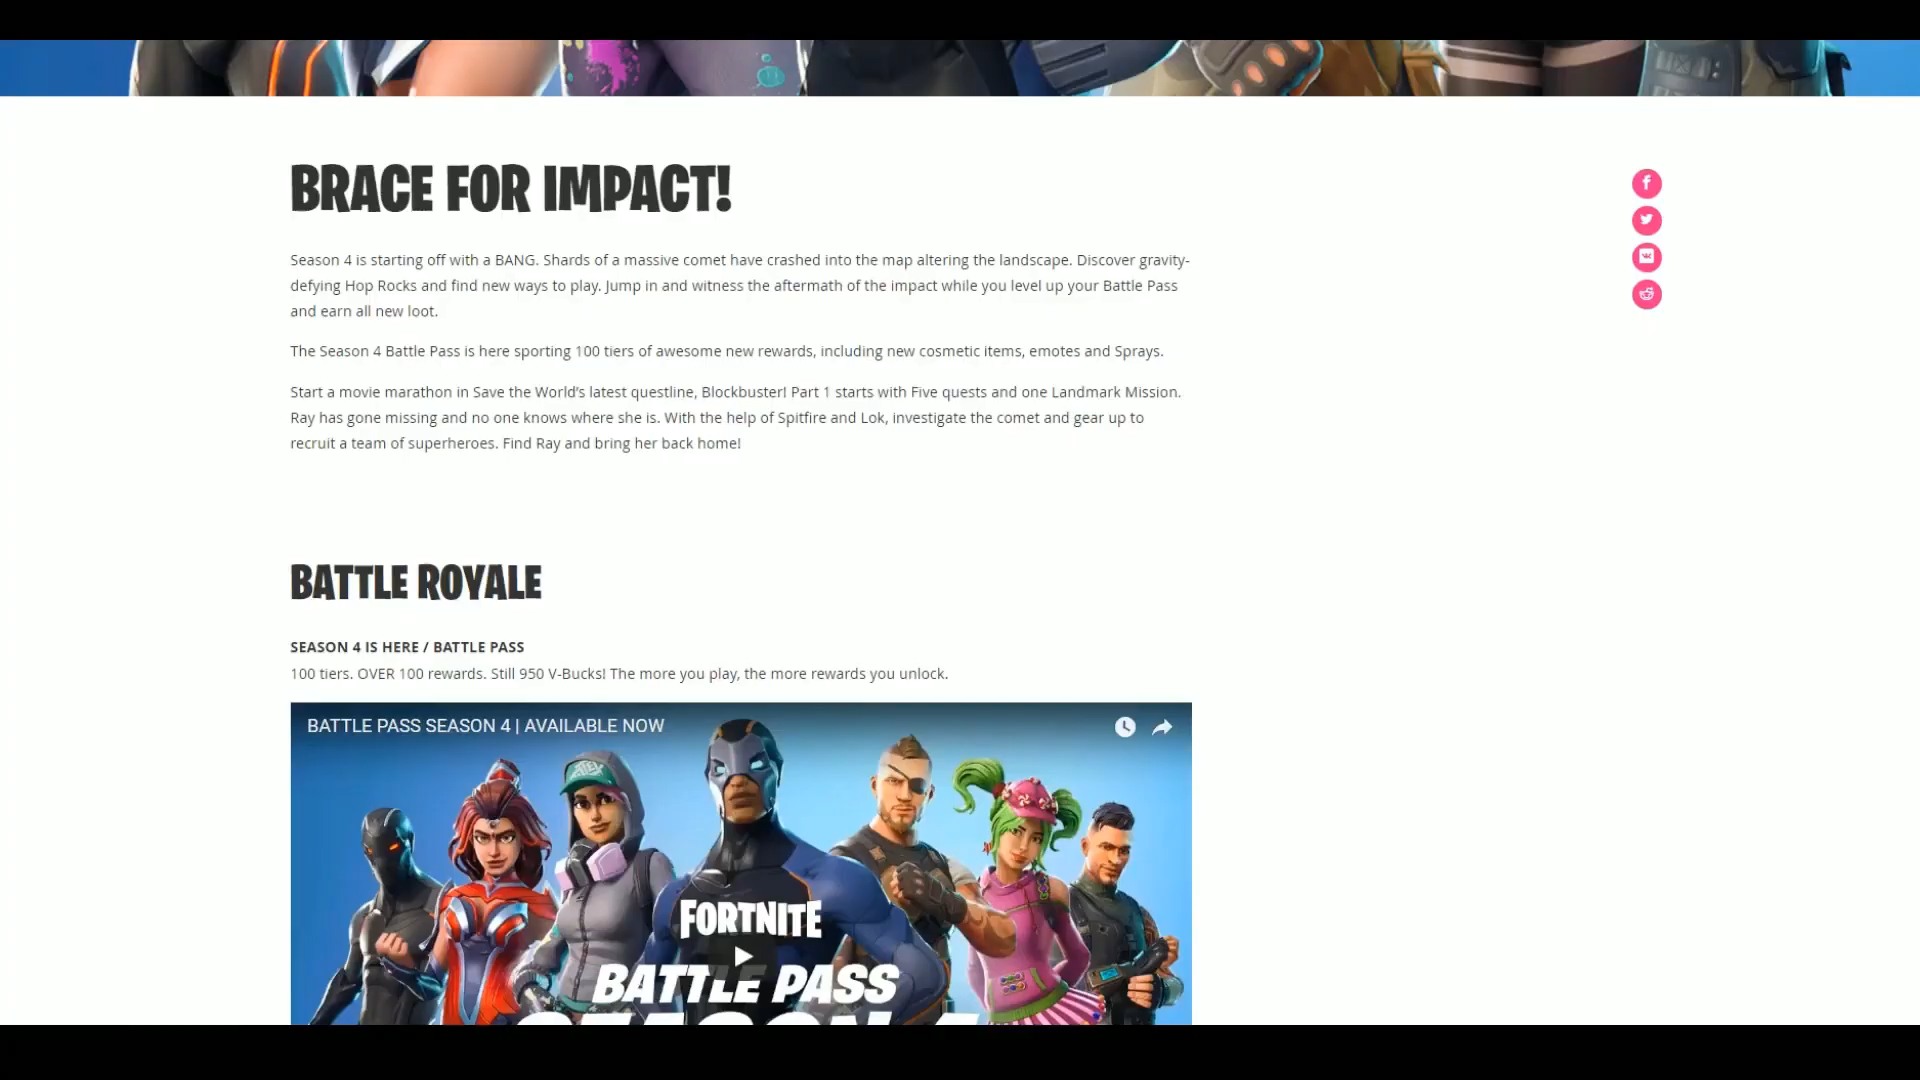 BRACE FOR IMPACT!
Season 4 is starting off with a BANG. Shards of a massive comet have crashed into the map altering the landscape. Discover gravity-
defying Hop Rocks and find new ways to play. Jump in and witness the aftermath of the impact while you level up your Battle Pass
and earn all new loot.
The Season 4 Battle Pass is here sporting 100 tiers of awesome new rewards, including new cosmetic items, emotes and Sprays.
Start a movie marathon in Save the World's latest questline, Blockbuster! Part 1 starts with Five quests and one Landmark Mission.
Ray has gone missing and no one knows where she is. With the help of Spitfire and Lok, investigate the comet and gear up to
recruit a team of superheroes. Find Ray and bring her back home!
BATTLE ROYALE
SEASON 4 IS HERE / BATTLE PASS
100 tiers. OVER 100 rewards. Still 950 V-Bucks! The more you play, the more rewards you unlock.
BATTLE PASS SEASON 4 | AVAILABLE NOW
FORTNITE
BATTLE PASS
SEASON 4